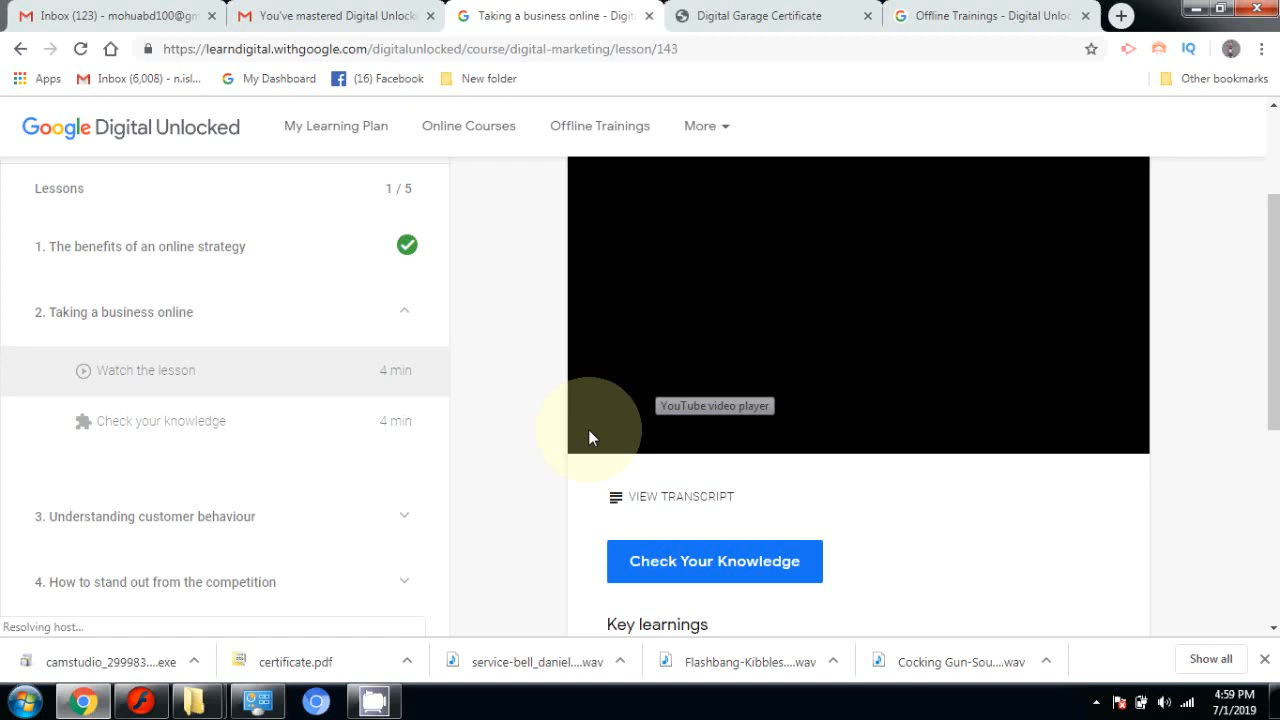 Inbox (123) - mohuabd100@gr
You've mastered Digital Unlock
Taking a business online - Digit
Digital Garage Certificate
Offline Trainings - Digital Unloc
https://learndigital.withgoogle.com/digitalunlocked/course/digital-marketing/lesson/143
Apps
Inbox (6,008) - n.isl...
My Dashboard
(16) Facebook
New folder
Other bookmarks
IQ
Google Digital Unlocked
My Learning Plan
Online Courses
Offline Trainings
More
Lessons
1 / 5
1. The benefits of an online strategy
2. Taking a business online
Watch the lesson
4 min
Check your knowledge
4 min
3. Understanding customer behaviour
4. How to stand out from the competition
YouTube video player
VIEW TRANSCRIPT
Check Your Knowledge
Key learnings
Resolving host...
camstudio_299983....exe
certificate.pdf
service-bell_daniel....wav
Flashbang-Kibbles....wav
Cocking Gun-Sou....wav
Show all
4:59 PM
7/1/2019